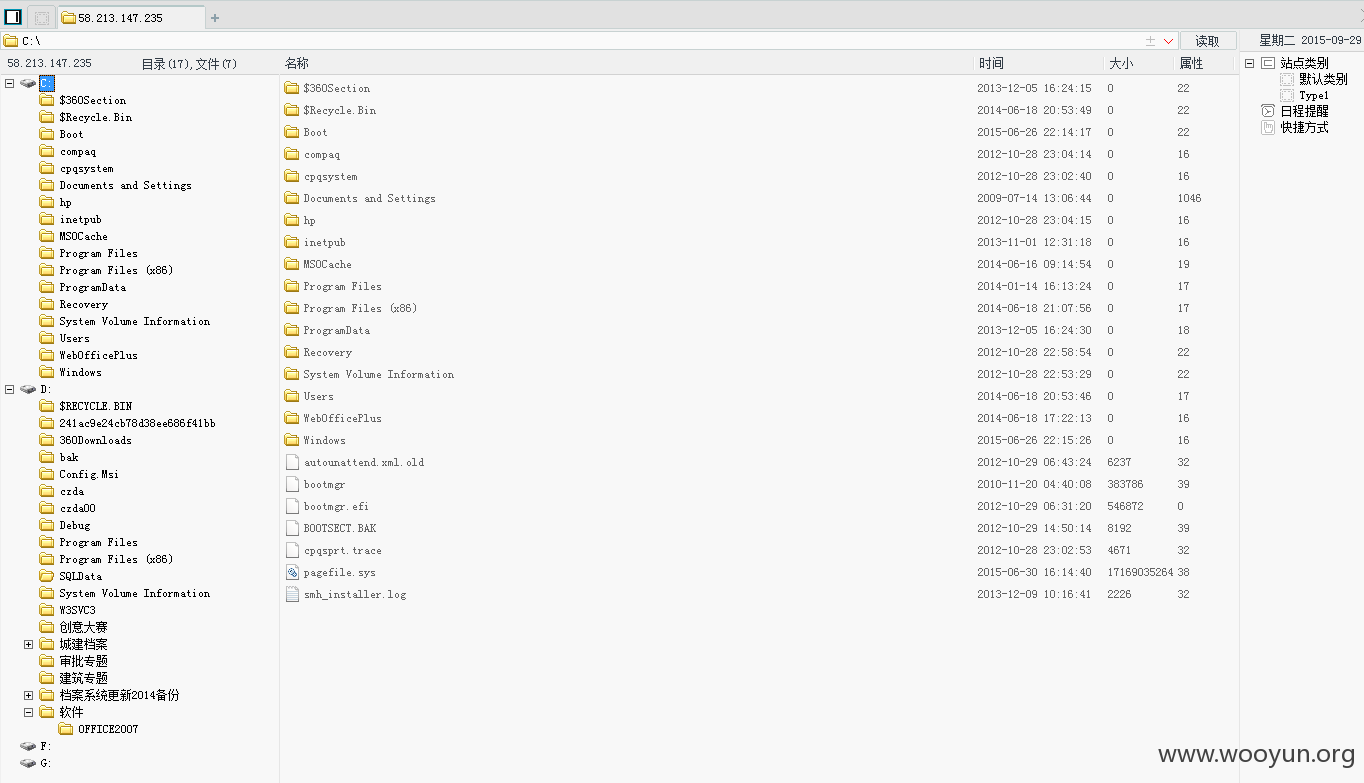 58.213.147.235
C:\ 读取 星期二 2015-09-29
58.213.147.235 目录(17),文件(7) 名称 时间 大小 属性
C:
$360Section
$Recycle.Bin
Boot
compaq
cpqsystem
Documents and Settings
hp
inetpub
MSOCache
Program Files
Program Files (x86)
ProgramData
Recovery
System Volume Information
Users
WebOfficePlus
Windows
D:
$RECYCLE.BIN
241ac9e24cb78d38ee686f41bb
360Downloads
bak
Config.Msi
czda
czda00
Debug
Program Files
Program Files (x86)
SQLData
System Volume Information
W3SVC3
创意大赛
城建档案
审批专题
建筑专题
档案系统更新2014备份
软件
OFFICE2007
F:
G:
$360Section 2013-12-05 16:24:15 0 22
$Recycle.Bin 2014-06-18 20:53:49 0 22
Boot 2015-06-26 22:14:17 0 22
compaq 2012-10-28 23:04:14 0 16
cpqsystem 2012-10-28 23:02:40 0 16
Documents and Settings 2009-07-14 13:06:44 0 1046
hp 2012-10-28 23:04:15 0 16
inetpub 2013-11-01 12:31:18 0 16
MSOCache 2014-06-16 09:14:54 0 19
Program Files 2014-01-14 16:13:24 0 17
Program Files (x86) 2014-06-18 21:07:56 0 17
ProgramData 2013-12-05 16:24:30 0 18
Recovery 2012-10-28 22:58:54 0 22
System Volume Information 2012-10-28 22:53:29 0 22
Users 2014-06-18 20:53:46 0 17
WebOfficePlus 2014-06-18 17:22:13 0 16
Windows 2015-06-26 22:15:26 0 16
autounattend.xml.old 2012-10-29 06:43:24 6237 32
bootmgr 2010-11-20 04:40:08 383786 39
bootmgr.efi 2012-10-29 06:31:20 546872 0
BOOTSECT.BAK 2012-10-29 14:50:14 8192 39
cpqsprt.trace 2012-10-28 23:02:53 4671 32
pagefile.sys 2015-06-30 16:14:40 17169035264 38
smh_installer.log 2013-12-09 10:16:41 2226 32
站点类别
默认类别
Type1
日程提醒
快捷方式
www.wooyun.org